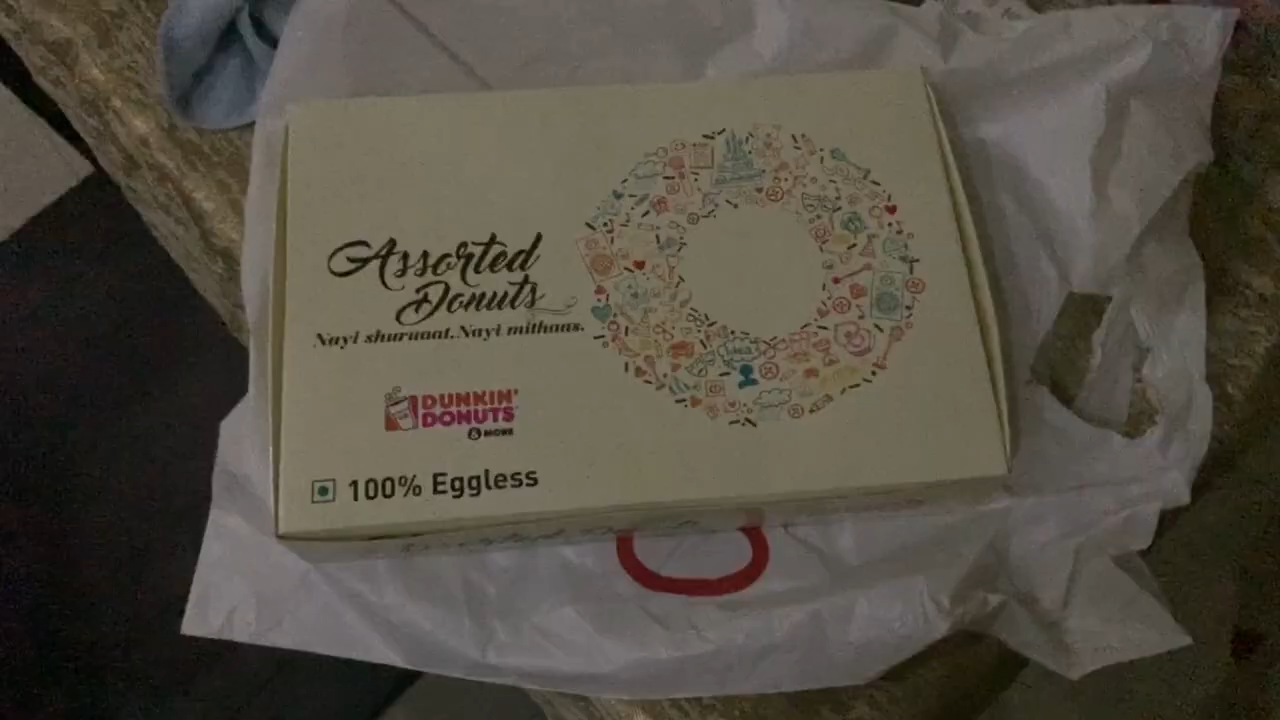 Assorted
Donuts
Nayi shuruaat. Nayi mithaas.
DUNKIN'
DONUTS
& MORE
100% Eggless